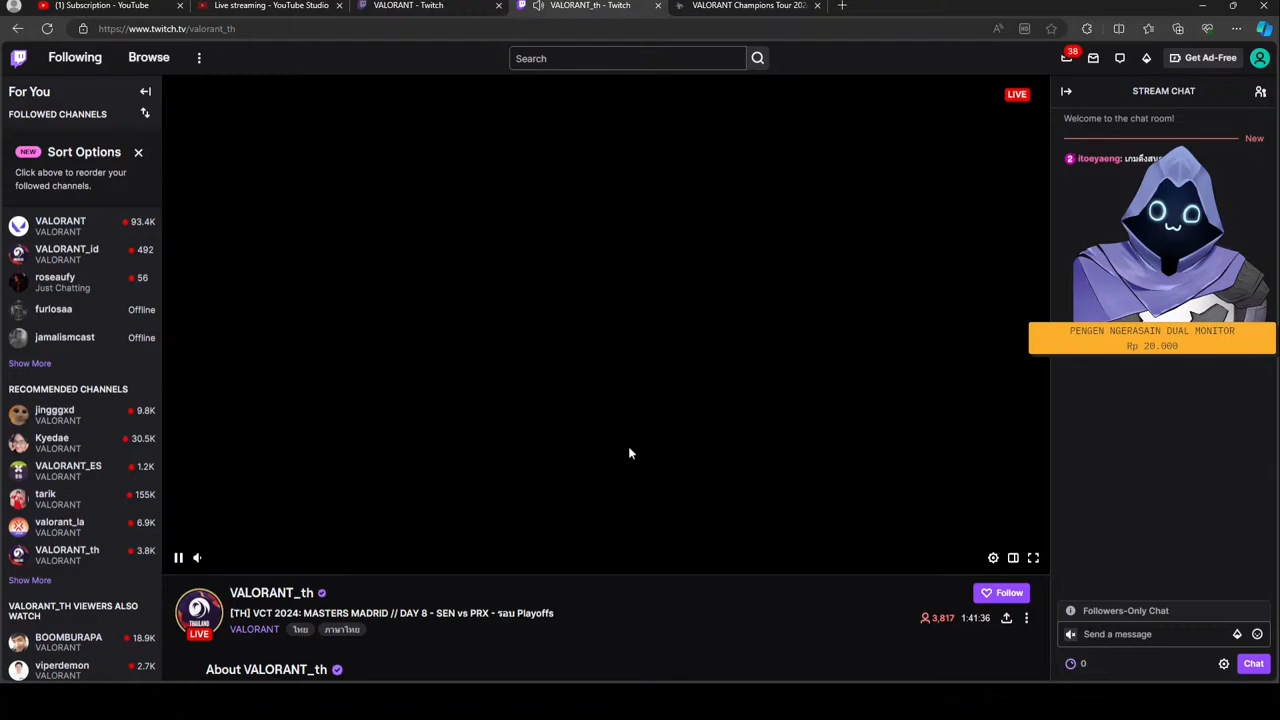 (1) Subscription - YouTube
Live streaming - YouTube Studio
VALORANT - Twitch
VALORANT_th - Twitch
VALORANT Champions Tour 202
https://www.twitch.tv/valorant_th
Following
Browse
Search
38
Get Ad-Free
For You
FOLLOWED CHANNELS
NEW
Sort Options
Click above to reorder your
followed channels.
VALORANT
VALORANT
93.4K
VALORANT_id
VALORANT
492
roseaufy
Just Chatting
56
furlosaa
Offline
jamalismcast
Offline
Show More
RECOMMENDED CHANNELS
jingggxd
VALORANT
9.8K
Kyedae
VALORANT
30.5K
VALORANT_ES
VALORANT
1.2K
tarik
VALORANT
155K
valorant_la
VALORANT
6.9K
VALORANT_th
VALORANT
3.8K
Show More
VALORANT_TH VIEWERS ALSO
WATCH
BOOMBURAPA
VALORANT
18.9K
viperdemon
VALORANT
2.7K
LIVE
THAILAND
LIVE
VALORANT_th
[TH] VCT 2024: MASTERS MADRID // DAY 8 - SEN vs PRX - รอบ Playoffs
VALORANT
ไทย
ภาษาไทย
Follow
3,817
1:41:36
About VALORANT_th
STREAM CHAT
Welcome to the chat room!
New
2 itoeyaeng:
PENGEN NGERASAIN DUAL MONITOR
Rp 20.000
Followers-Only Chat
Send a message
0
Chat